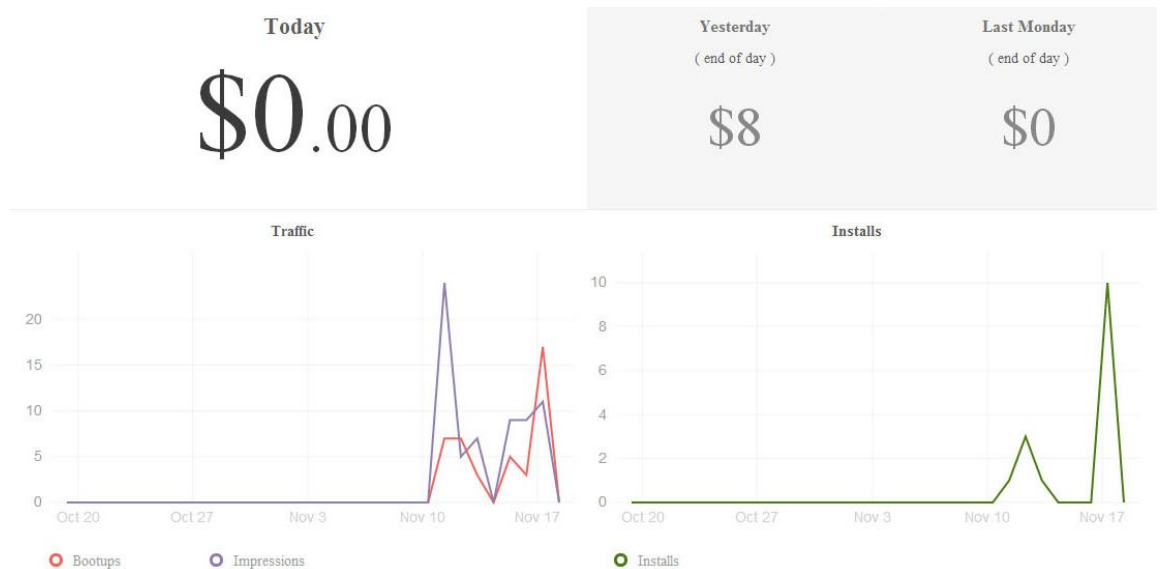 Today
$0.00
Yesterday
( end of day )
$8
Last Monday
( end of day )
$0
Traffic
20
15
10
5
0
Oct 20 Oct 27 Nov 3 Nov 10 Nov 17
Bootups Impressions
Installs
10
8
6
4
2
0
Oct 20 Oct 27 Nov 3 Nov 10 Nov 17
Installs